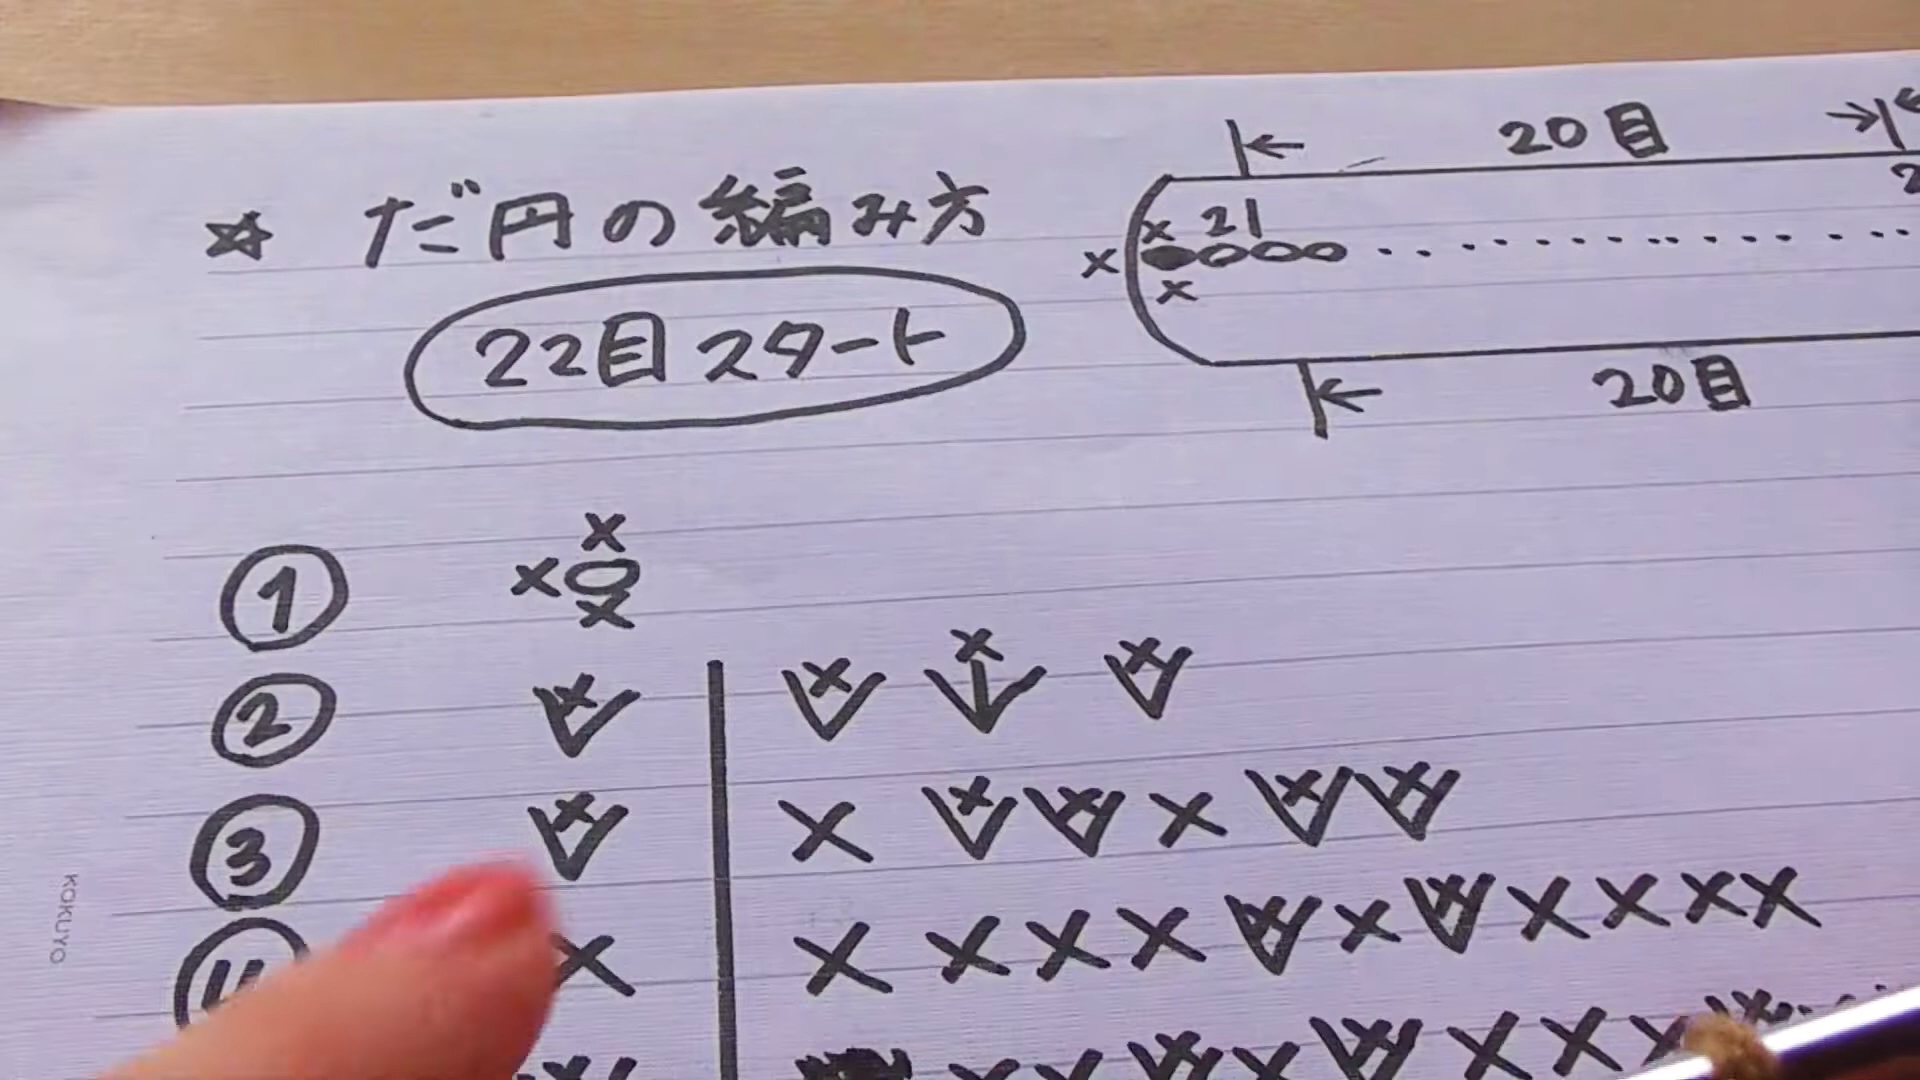 20目
☆ だ円の編み方
x 21
x
x
22目スタート
20目
①
x
x
x
②
③
x x
x x x x x x x x x x
x x x
KOKUYO